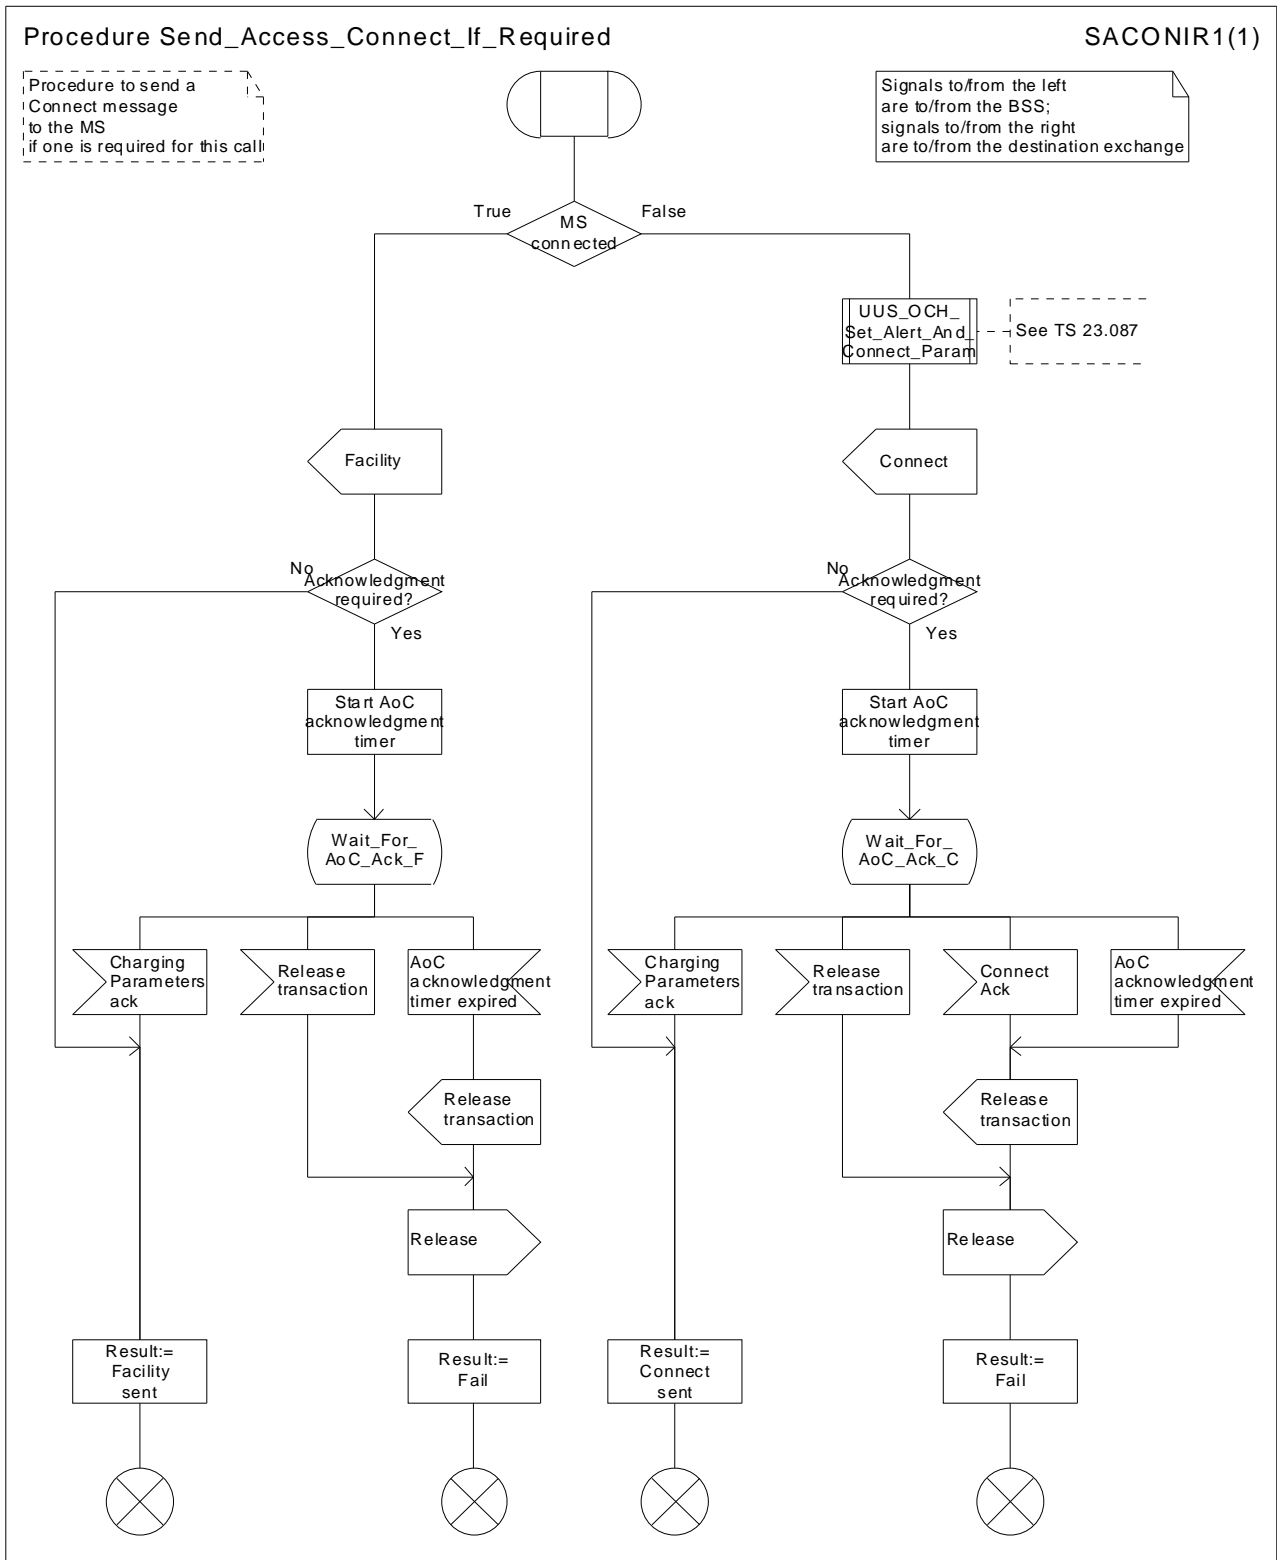 Procedure Send_Access_Connect_If_Required
SACONIR1(1)
Procedure to send a
Connect message
to the MS
if one is required for this call
Signals to/from the left
are to/from the BSS;
signals to/from the right
are to/from the destination exchange
True
MS
connected
False
UUS_OCH_
Set_Alert_And_
Connect_Param
See TS 23.087
Facility
Connect
No
Acknowledgment
required?
Yes
No
Acknowledgment
required?
Yes
Start AoC
acknowledgment
timer
Start AoC
acknowledgment
timer
Wait_For_
AoC_Ack_F
Wait_For_
AoC_Ack_C
Charging
Parameters
ack
Release
transaction
AoC
acknowledgment
timer expired
Charging
Parameters
ack
Release
transaction
Connect
Ack
AoC
acknowledgment
timer expired
Release
transaction
Release
transaction
Release
Release
Result:=
Facility
sent
Result:=
Fail
Result:=
Connect
sent
Result:=
Fail